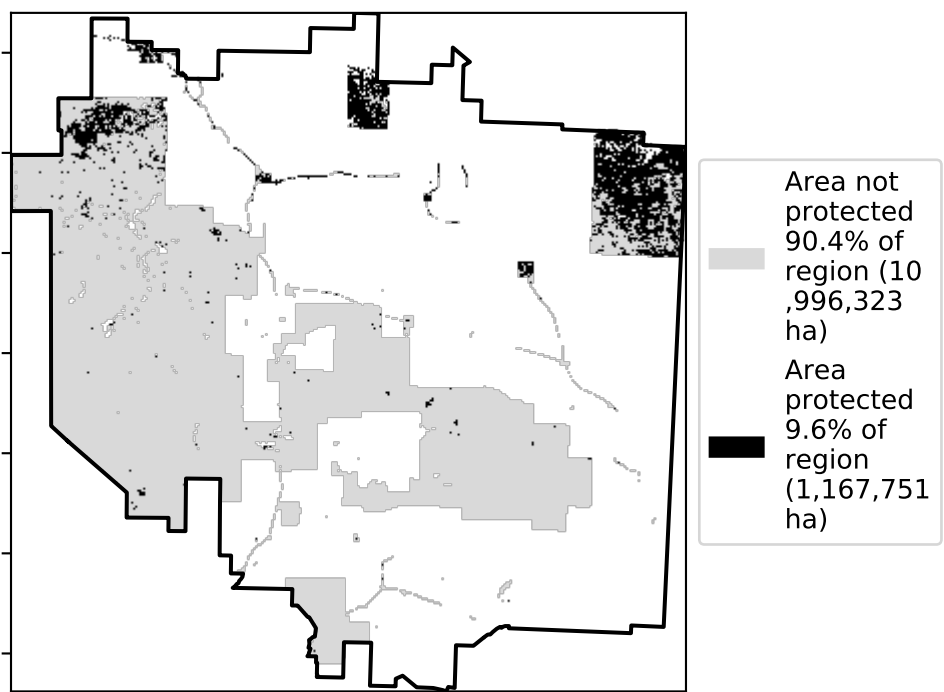 Area not
protected
90.4% of
region (10
,996,323
ha)
Area
protected
9.6% of
region
(1,167,751
ha)